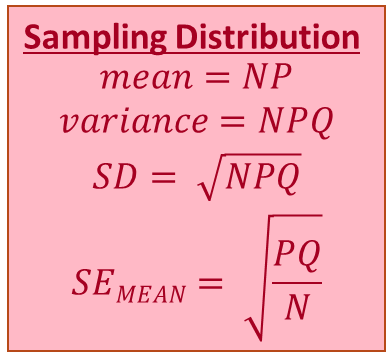 Sampling Distribution
mean = NP
variance = NPQ
SD = √NPQ
SE_MEAN = √(PQ/N)